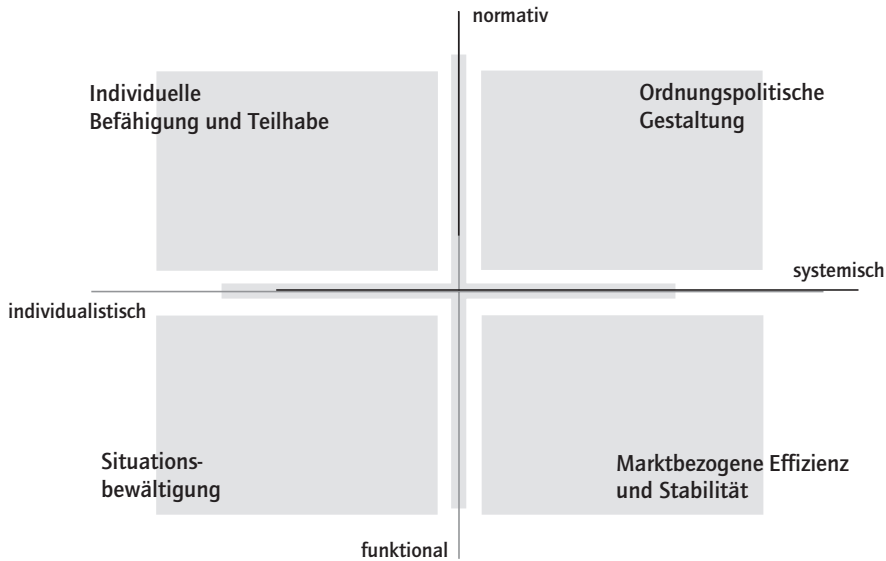 normativ
Individuelle
Befähigung und Teilhabe
Ordnungspolitische
Gestaltung
systemisch
individualistisch
Situations-
bewältigung
Marktbezogene Effizienz
und Stabilität
funktional